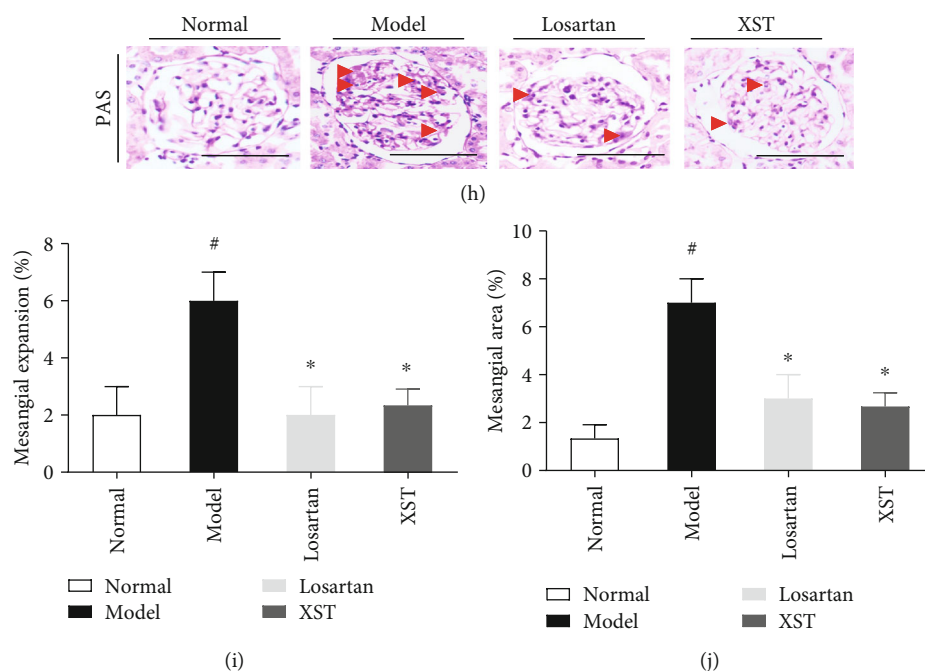 Normal Model Losartan XST
PAS
(h)
Mesangial expansion (%)
8
6
4
2
0
#
*
*
Normal
Model
Losartan
XST
Normal Losartan
Model XST
(i)
Mesangial area (%)
10
8
6
4
2
0
#
*
*
Normal
Model
Losartan
XST
Normal Losartan
Model XST
(j)